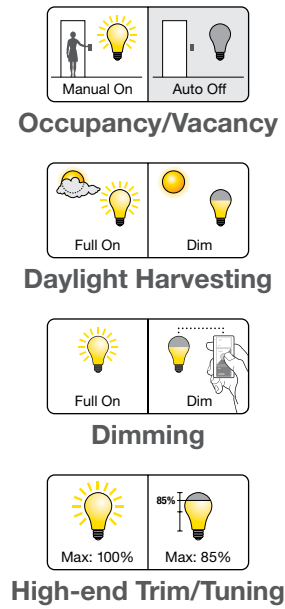 Manual On
Auto Off
Occupancy/Vacancy
Full On
Dim
Daylight Harvesting
Full On
Dim
Dimming
85%
Max: 100%
Max: 85%
High-end Trim/Tuning